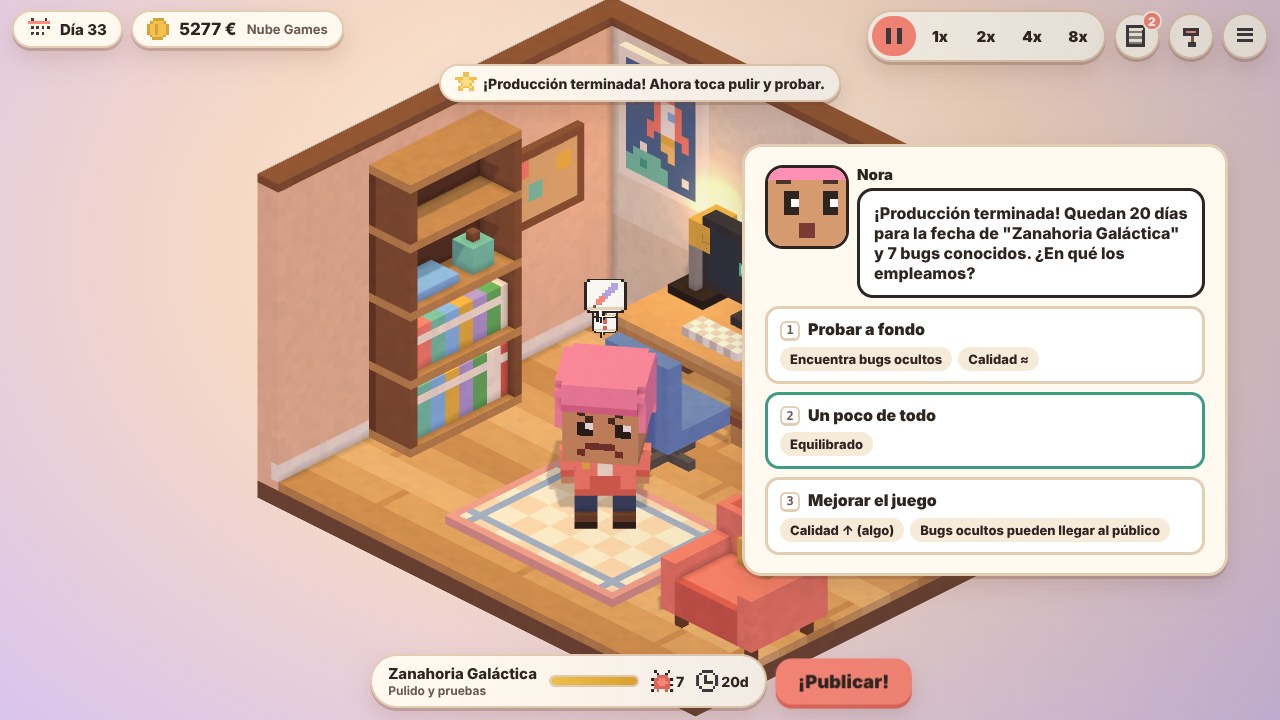 Día 33
5277 € Nube Games
1x 2x 4x 8x
2
¡Producción terminada! Ahora toca pulir y probar.
Nora
¡Producción terminada! Quedan 20 días
para la fecha de "Zanahoria Galáctica"
y 7 bugs conocidos. ¿En qué los
empleamos?
1 Probar a fondo
Encuentra bugs ocultos Calidad ≈
2 Un poco de todo
Equilibrado
3 Mejorar el juego
Calidad ↑ (algo) Bugs ocultos pueden llegar al público
Zanahoria Galáctica
Pulido y pruebas
7 20d
¡Publicar!